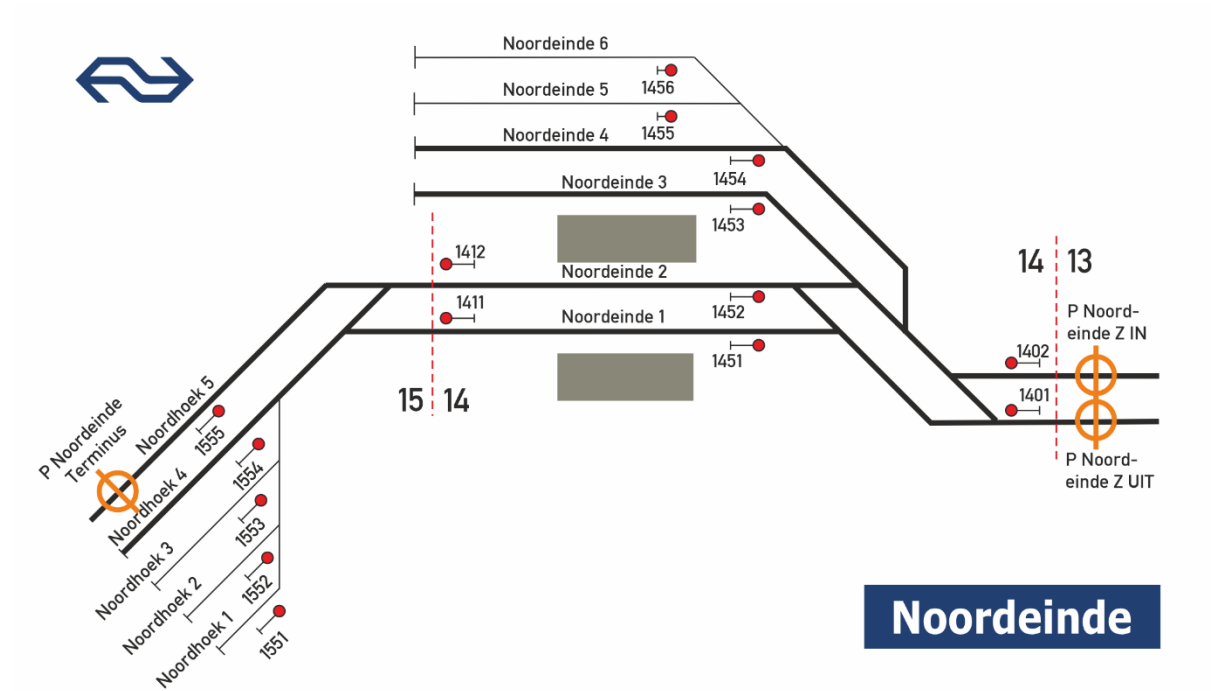 Noordeinde 6
1456
Noordeinde 5
1455
Noordeinde 4
1454
Noordeinde 3
1453
1412
Noordeinde 2
1452
1411
Noordeinde 1
1451
15
14
14
13
P Noord-
einde Z IN
1402
1401
P Noord-
einde Z UIT
P Noordeinde
Terminus
Noordhoek 5
1555
Noordhoek 4
1554
Noordhoek 3
1553
Noordhoek 2
1552
Noordhoek 1
1551
Noordeinde